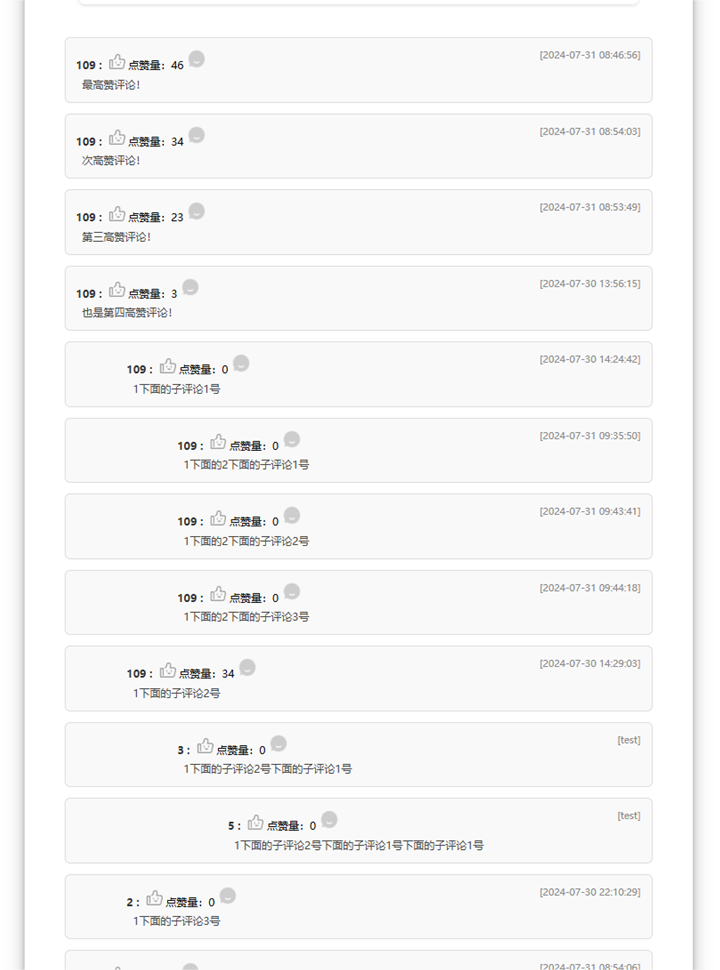 109： 点赞量：46 [2024-07-31 08:46:56]
最高赞评论！
109： 点赞量：34 [2024-07-31 08:54:03]
次高赞评论！
109： 点赞量：23 [2024-07-31 08:53:49]
第三高赞评论！
109： 点赞量：3 [2024-07-30 13:56:15]
也是第四高赞评论！
109： 点赞量：0 [2024-07-30 14:24:42]
1下面的子评论1号
109： 点赞量：0 [2024-07-31 09:35:50]
1下面的2下面的子评论1号
109： 点赞量：0 [2024-07-31 09:43:41]
1下面的2下面的子评论2号
109： 点赞量：0 [2024-07-31 09:44:18]
1下面的2下面的子评论3号
109： 点赞量：34 [2024-07-30 14:29:03]
1下面的子评论2号
3： 点赞量：0 [test]
1下面的子评论2号下面的子评论1号
5： 点赞量：0 [test]
1下面的子评论2号下面的子评论1号下面的子评论1号
2： 点赞量：0 [2024-07-30 22:10:29]
1下面的子评论3号
[2024-07-31 08:54:06]